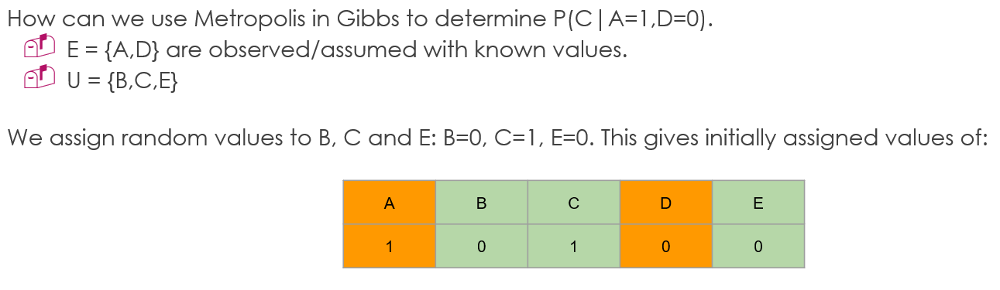 How can we use Metropolis in Gibbs to determine P(C|A=1,D=0).
E = {A,D} are observed/assumed with known values.
U = {B,C,E}
We assign random values to B, C and E: B=0, C=1, E=0. This gives initially assigned values of:
A B C D E
1 0 1 0 0